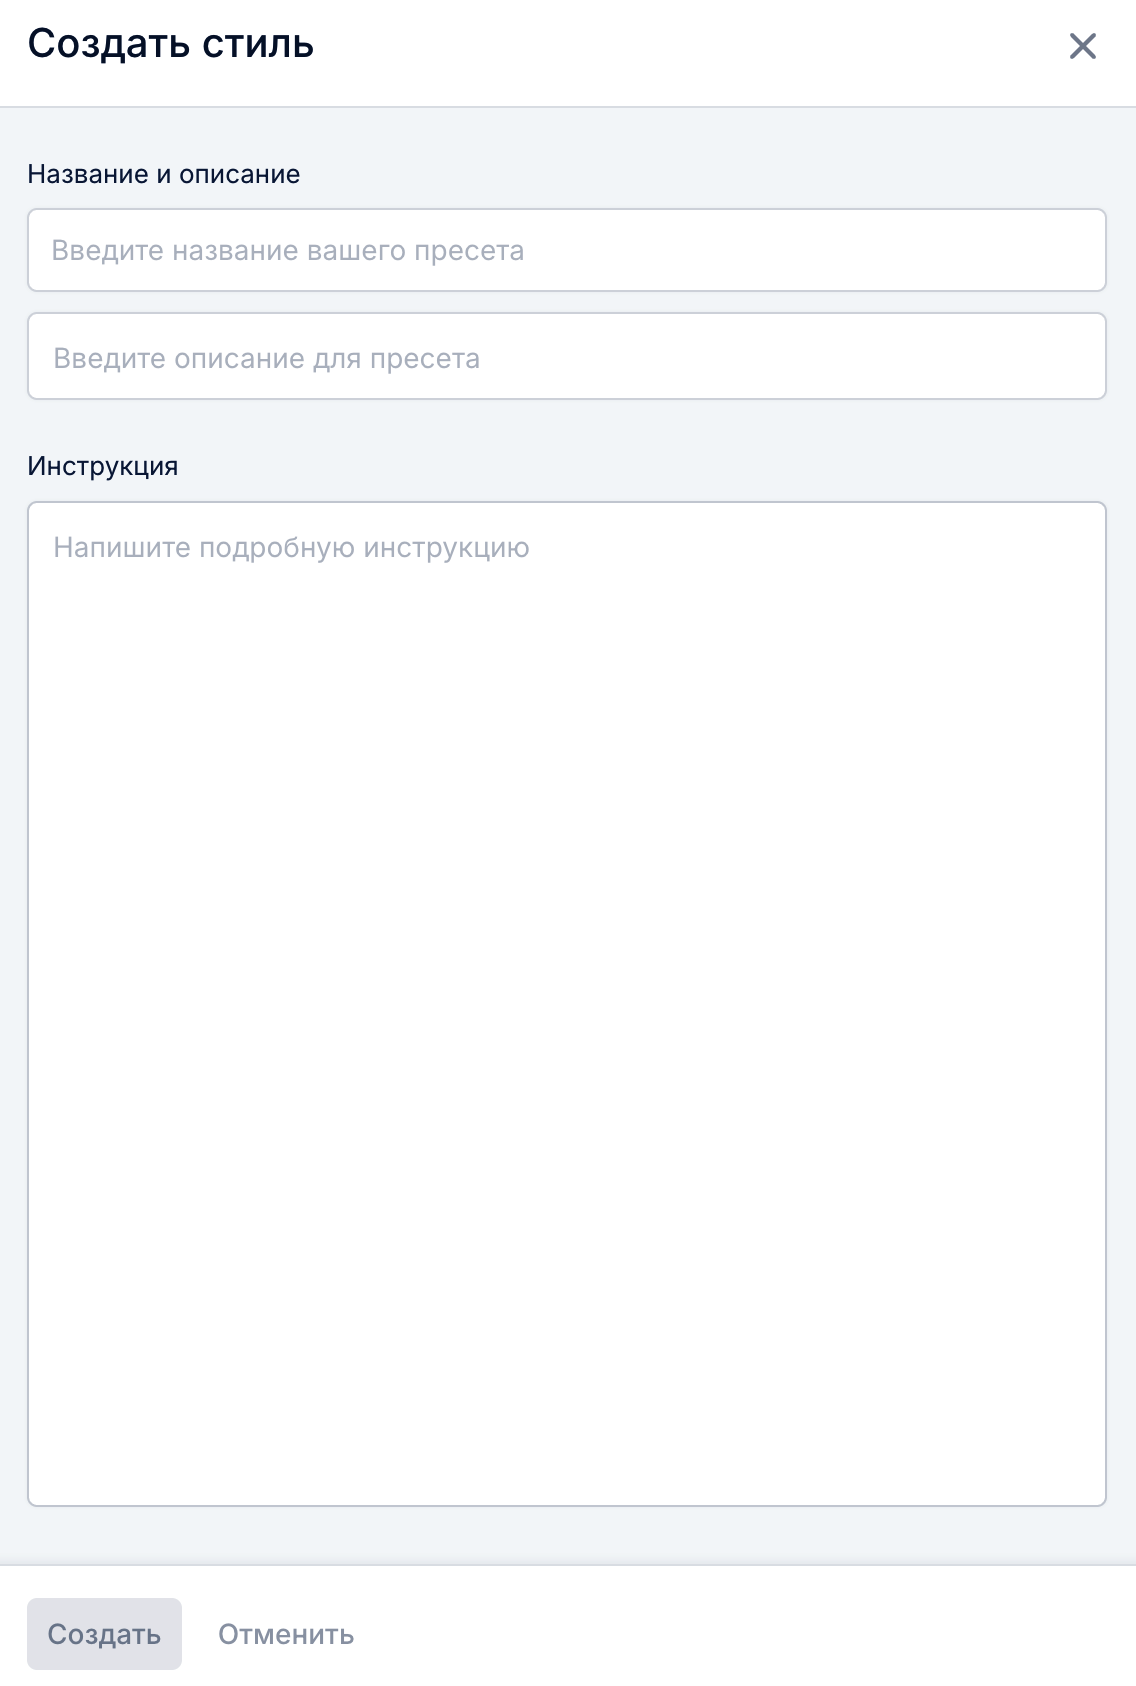 Создать стиль
Название и описание
Введите название вашего пресета
Введите описание для пресета
Инструкция
Напишите подробную инструкцию
Создать
Отменить